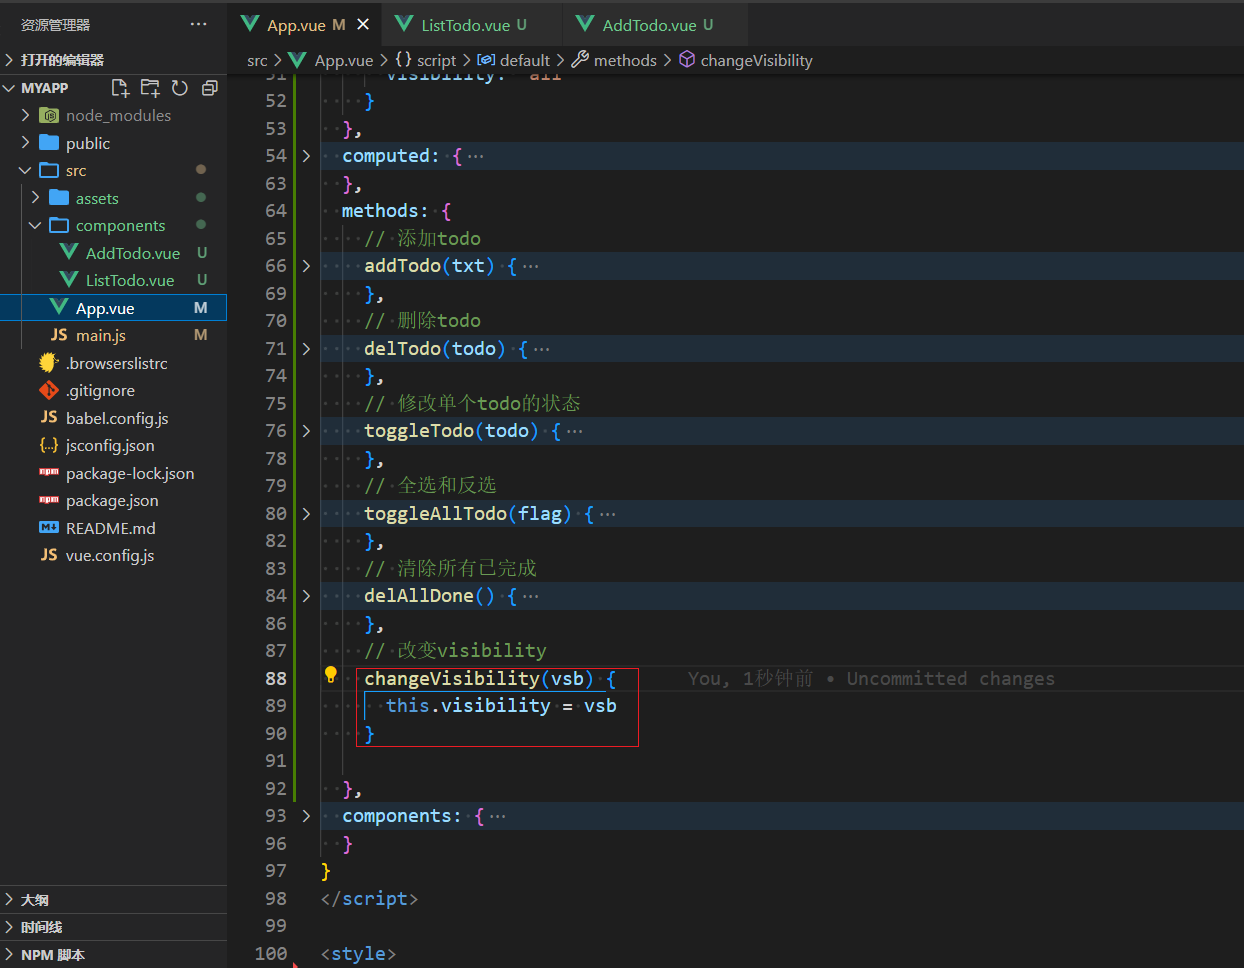 资源管理器 ···
打开的编辑器
MYAPP
node_modules
public
src
assets
components
AddTodo.vue U
ListTodo.vue U
App.vue M
JS main.js M
.browserslistrc
.gitignore
JS babel.config.js
{..} jsconfig.json
npm package-lock.json
npm package.json
M↓ README.md
JS vue.config.js
大纲
时间线
NPM 脚本
App.vue M ListTodo.vue U AddTodo.vue U
src > App.vue > {} script > default > methods > changeVisibility
51 visibility: 'all'
52 }
53 },
54 computed: { ···
63 },
64 methods: {
65 // 添加todo
66 addTodo(txt) { ···
69 },
70 // 删除todo
71 delTodo(todo) { ···
74 },
75 // 修改单个todo的状态
76 toggleTodo(todo) { ···
78 },
79 // 全选和反选
80 toggleAllTodo(flag) { ···
82 },
83 // 清除所有已完成
84 delAllDone() { ···
86 },
87 // 改变visibility
88 changeVisibility(vsb) { You, 1秒钟前 • Uncommitted changes
89 this.visibility = vsb
90 }
91
92 },
93 components: { ···
96 }
97 }
98 </script>
99
100 <style>